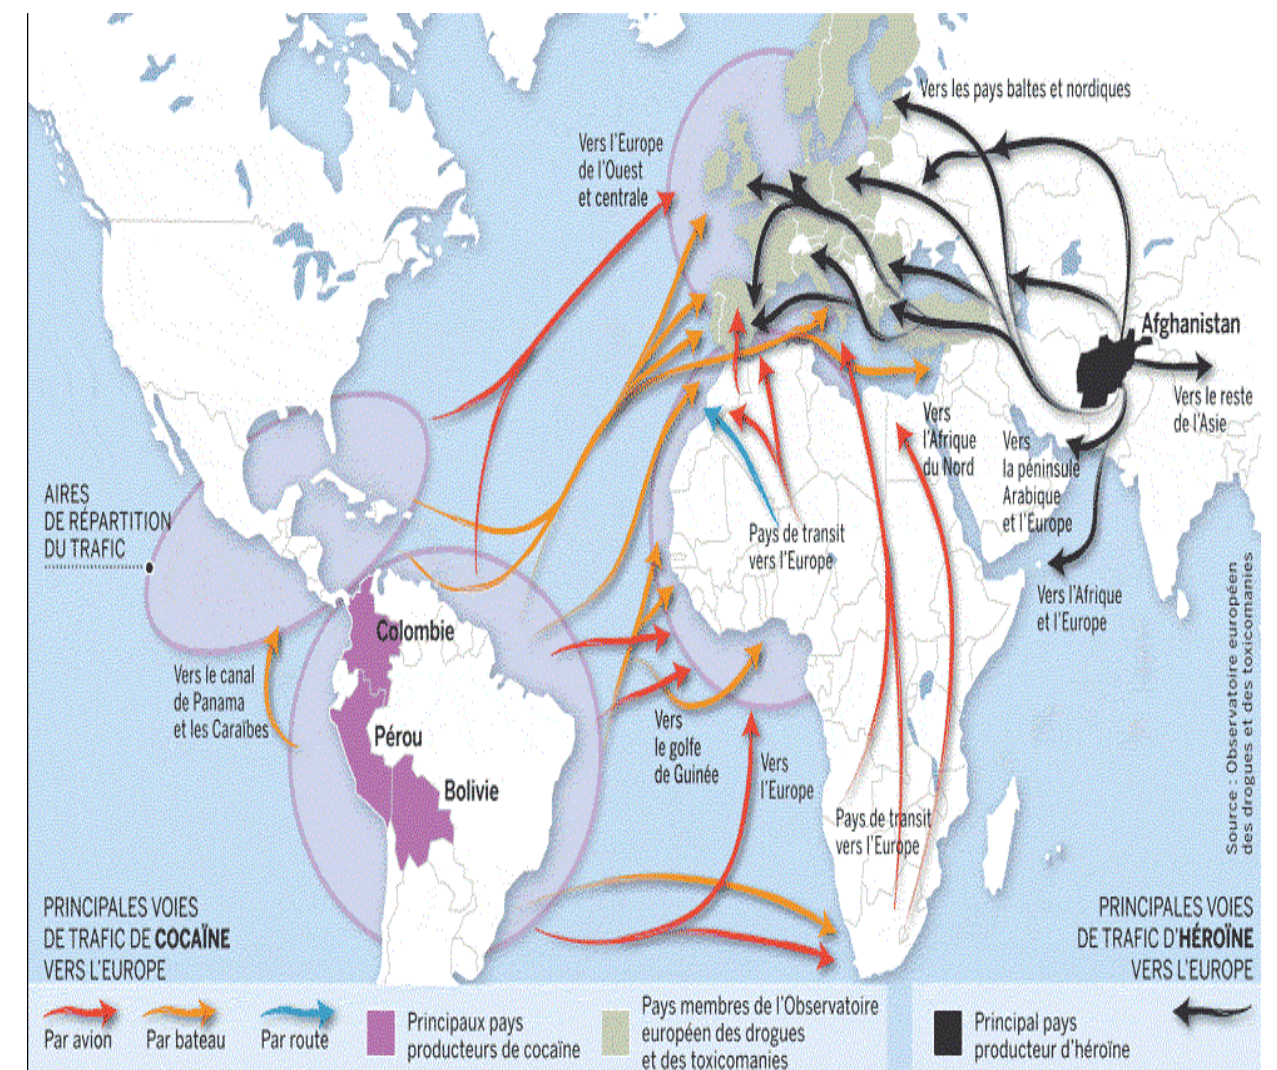 Vers les pays baltes et nordiques
Vers l'Europe
de l'Ouest
et centrale
Afghanistan
Vers le reste
de l'Asie
Vers
l'Afrique
du Nord
Vers
la péninsule
Arabique
et l'Europe
AIRES
DE RÉPARTITION
DU TRAFIC
Pays de transit
vers l'Europe
Vers l'Afrique
et l'Europe
Colombie
Vers le canal
de Panama
et les Caraïbes
Pérou
Vers
le golfe
de Guinée
Bolivie
Vers
l'Europe
Pays de transit
vers l'Europe
Source : Observatoire européen
des drogues et des toxicomanies
PRINCIPALES VOIES
DE TRAFIC DE COCAÏNE
VERS L'EUROPE
PRINCIPALES VOIES
DE TRAFIC D'HÉROÏNE
VERS L'EUROPE
Par avion
Par bateau
Par route
Principaux pays
producteurs de cocaïne
Pays membres de l'Observatoire
européen des drogues
et des toxicomanies
Principal pays
producteur d'héroïne